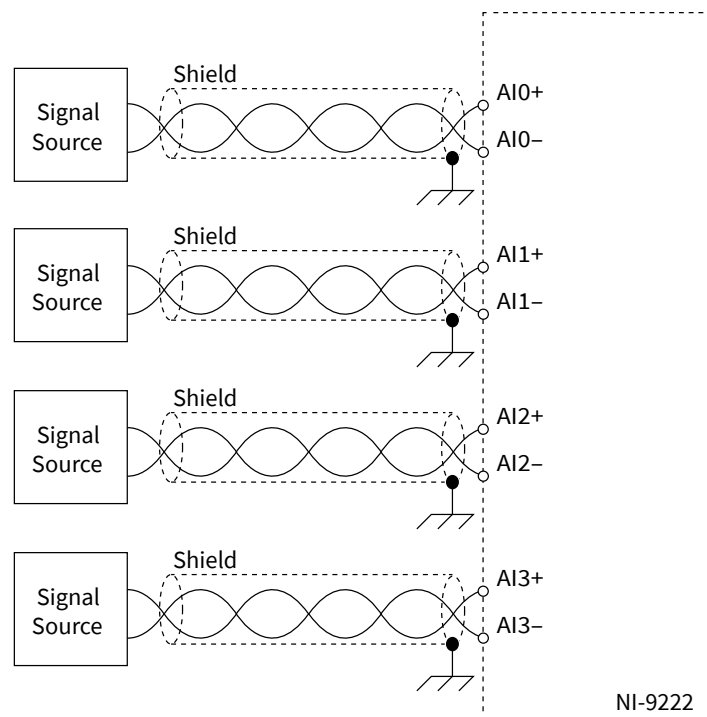 Shield
Signal
Source
AI0+
AI0–
Shield
Signal
Source
AI1+
AI1–
Shield
Signal
Source
AI2+
AI2–
Shield
Signal
Source
AI3+
AI3–
NI-9222